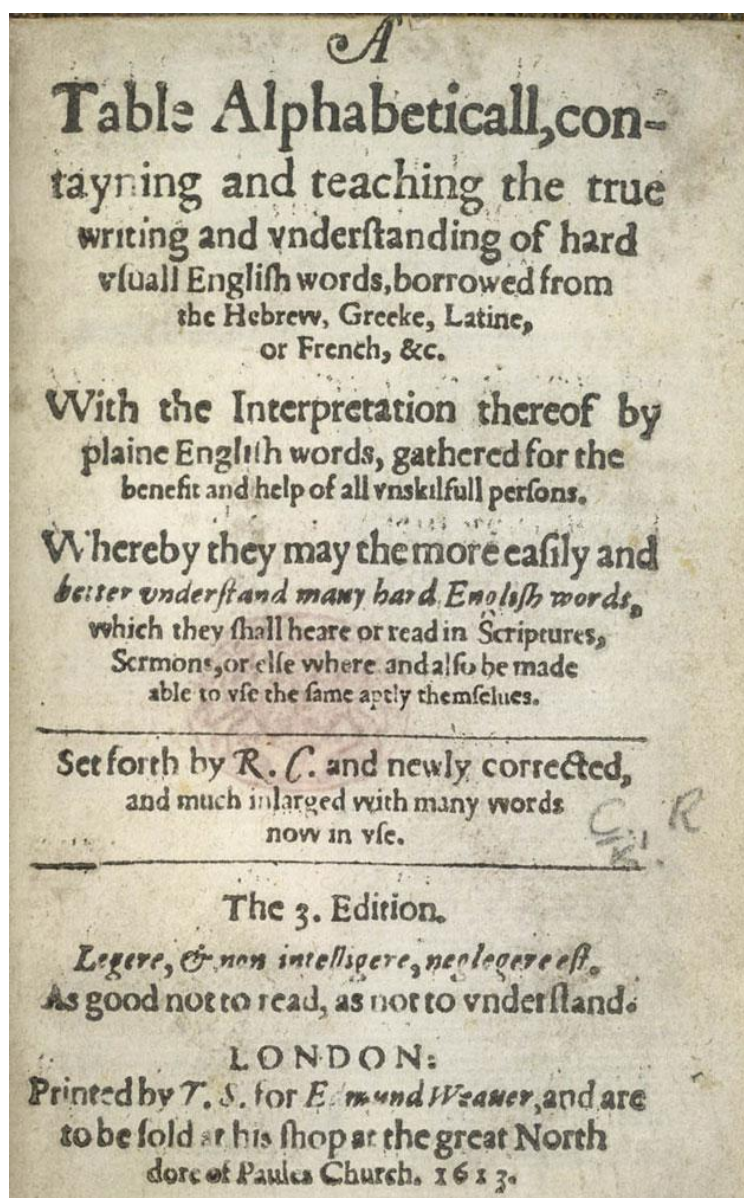 A
Table Alphabeticall, con-
tayning and teaching the true
writing and vnderſtanding of hard
vſuall Engliſh words, borrowed from
the Hebrew, Greeke, Latine,
or French, &c.
With the Interpretation thereof by
plaine Engliſh words, gathered for the
benefit and help of all vnskilfull perſons.
Whereby they may the more eaſily and
better vnderſtand many hard Engliſh words,
which they ſhall heare or read in Scriptures,
Sermons, or elſe where and alſo be made
able to vſe the ſame aptly themſelues.
Set forth by R. C. and newly corrected,
and much inlarged with many words
now in vſe.
C. R
R.
The 3. Edition.
Legere, & non intelligere, neglegere eſt.
As good not to read, as not to vnderſtand.
LONDON:
Printed by T. S. for Edmund Weauer, and are
to be ſold at his ſhop at the great North
dore of Paules Church. 1613.